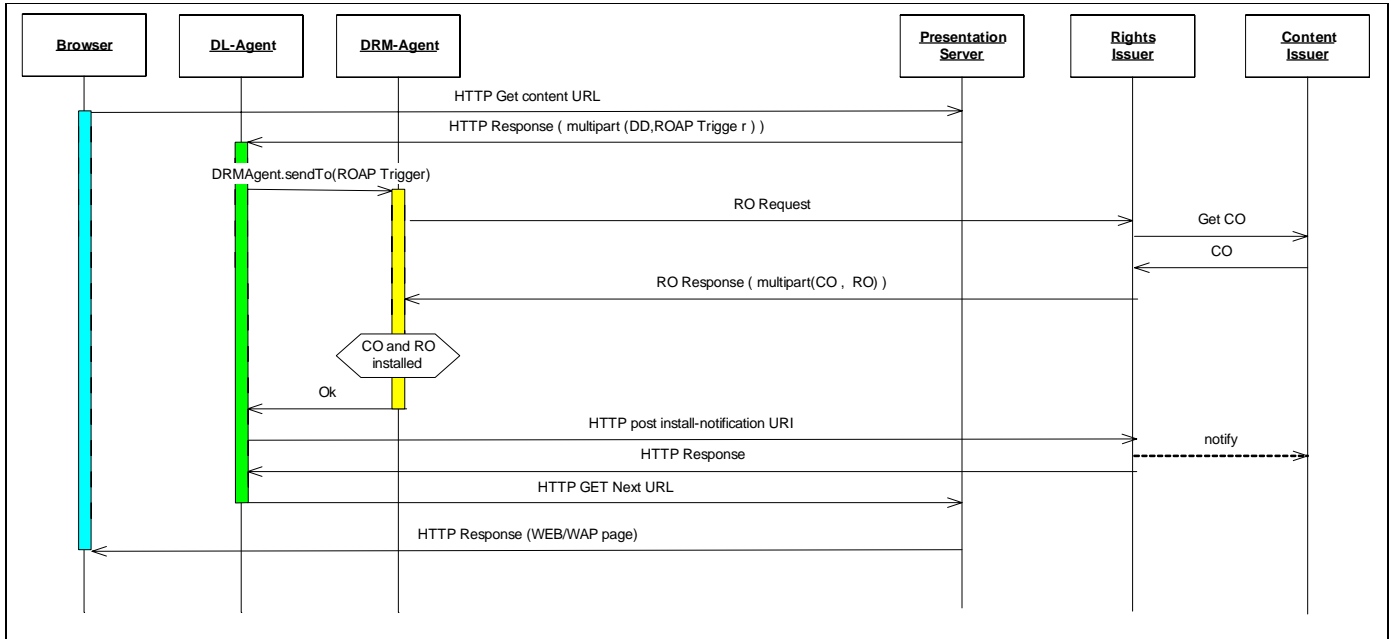 Browser
DL-Agent
DRM-Agent
Presentation
Server
Rights
Issuer
Content
Issuer
HTTP Get content URL
HTTP Response ( multipart (DD,ROAP Trigge r ) )
DRMAgent.sendTo(ROAP Trigger)
RO Request
Get CO
CO
RO Response ( multipart(CO , RO) )
CO and RO
installed
Ok
HTTP post install-notification URI
notify
HTTP Response
HTTP GET Next URL
HTTP Response (WEB/WAP page)